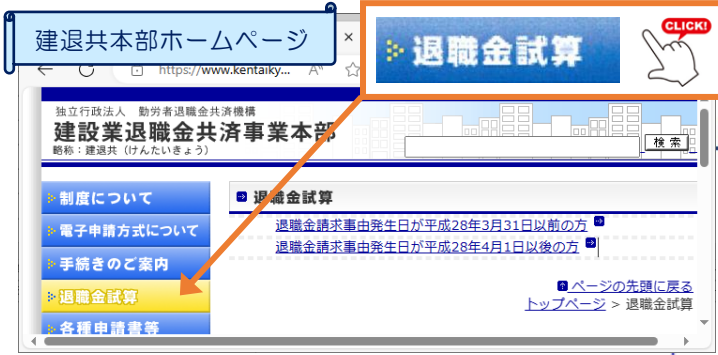 建退共本部ホームページ
退職金試算
CLICK!
https://www.kentaiky...
独立行政法人 勤労者退職金共済機構
建設業退職金共済事業本部
略称：建退共（けんたいきょう）
検索
制度について
電子申請方式について
手続きのご案内
退職金試算
各種申請書等
退職金試算
退職金請求事由発生日が平成28年3月31日以前の方
退職金請求事由発生日が平成28年4月1日以後の方
ページの先頭に戻る
トップページ > 退職金試算